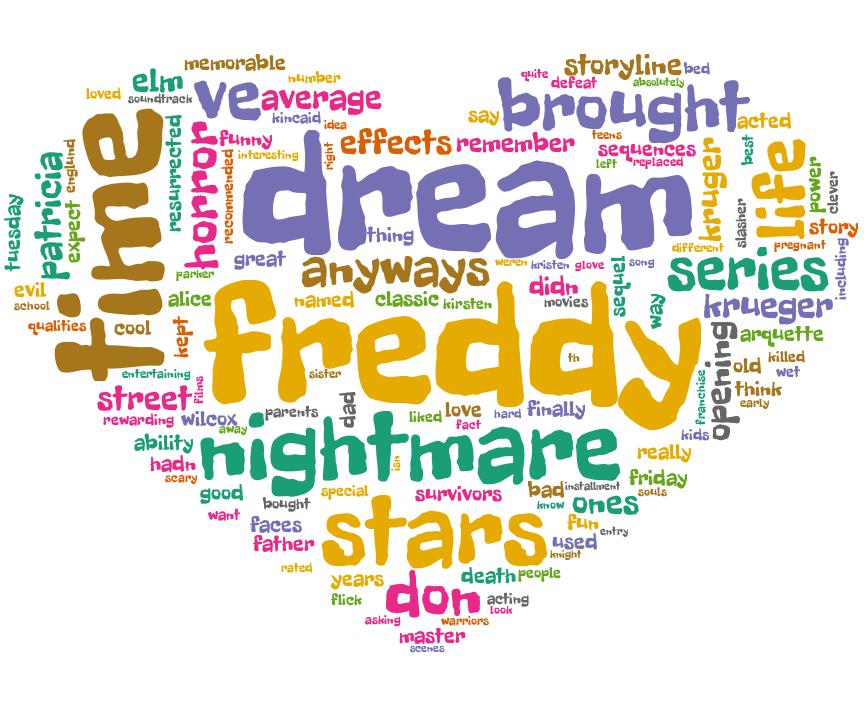 memorable
storyline
bed
elm
number
quite
defeat
absolutely
loved
soundtrack
ve
average
brought
kincaid
idea
say
acted
time
horror
funny
effects
remember
teens
sequences
kruger
best
life
resurrected
interesting
right
left
replaced
englund
patricia
expect
recommended
dream
power
clever
tuesday
slasher
story
thing
different
pregnant
great
anyways
weren
kristen
glove
song
sequel
series
including
parker
evil
school
alice
named
classic
kirsten
didn
movies
way
krueger
qualities
cool
kept
freddy
opening
arquette
th
entertaining
sister
old
killed
wet
street
films
franchise
think
early
rewarding
wilcox
away
parents
dad
liked
love
fact
hard
finally
kids
ability
nightmare
really
hadn
scary
isn
friday
good
special
survivors
bad
installment
souls
bought
know
ones
want
faces
stars
fun
entry
father
used
knight
rated
years
death
people
flick
don
acting
look
asking
warriors
master
scenes